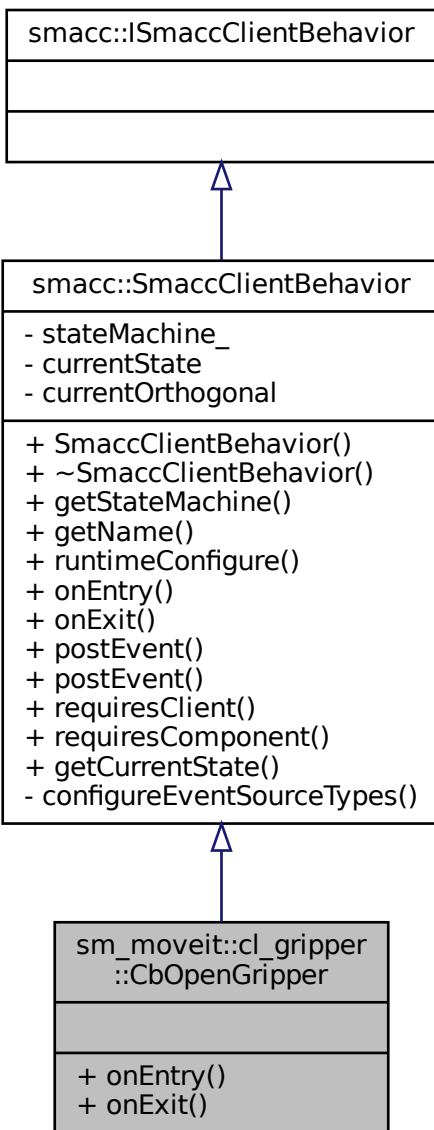 smacc::ISmaccClientBehavior
smacc::SmaccClientBehavior
- stateMachine_
- currentState
- currentOrthogonal
+ SmaccClientBehavior()
+ ~SmaccClientBehavior()
+ getStateMachine()
+ getName()
+ runtimeConfigure()
+ onEntry()
+ onExit()
+ postEvent()
+ postEvent()
+ requiresClient()
+ requiresComponent()
+ getCurrentState()
- configureEventSourceTypes()
sm_moveit::cl_gripper
::CbOpenGripper
+ onEntry()
+ onExit()